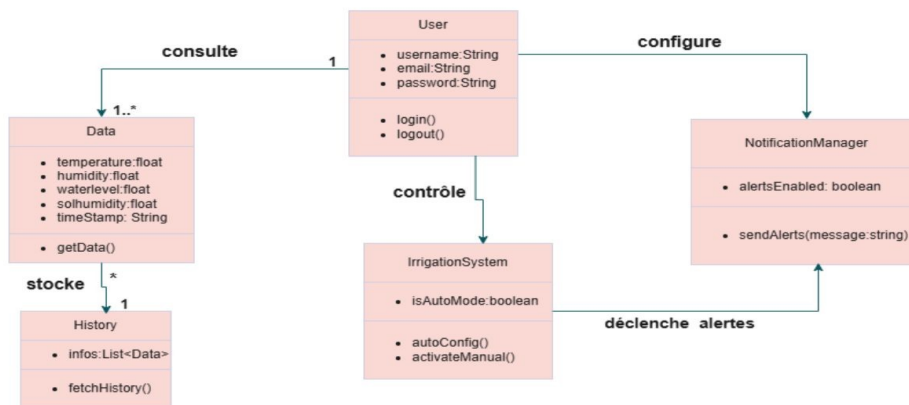 User
username:String
email:String
password:String
login()
logout()
consulte
1
1..*
configure
Data
temperature:float
humidity:float
waterlevel:float
solhumidity:float
timeStamp: String
getData()
NotificationManager
alertsEnabled: boolean
sendAlerts(message:string)
contrôle
IrrigationSystem
isAutoMode:boolean
autoConfig()
activateManual()
stocke
*
1
déclenche alertes
History
infos:List<Data>
fetchHistory()